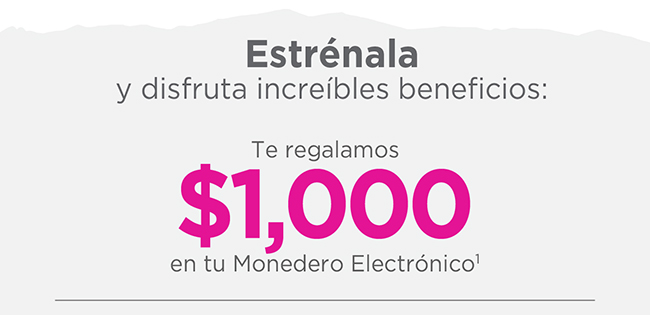 Estrénala
y disfruta increíbles beneficios:
Te regalamos
$1,000
en tu Monedero Electrónico¹